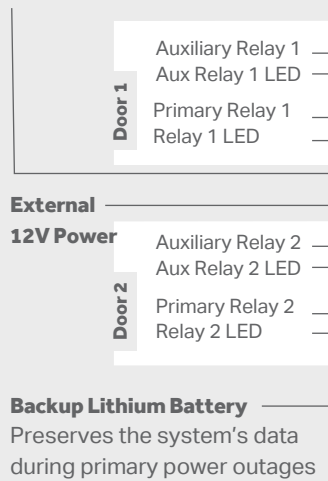 Auxiliary Relay 1
Aux Relay 1 LED
Door 1
Primary Relay 1
Relay 1 LED
External
12V Power
Auxiliary Relay 2
Aux Relay 2 LED
Door 2
Primary Relay 2
Relay 2 LED
Backup Lithium Battery
Preserves the system's data
during primary power outages